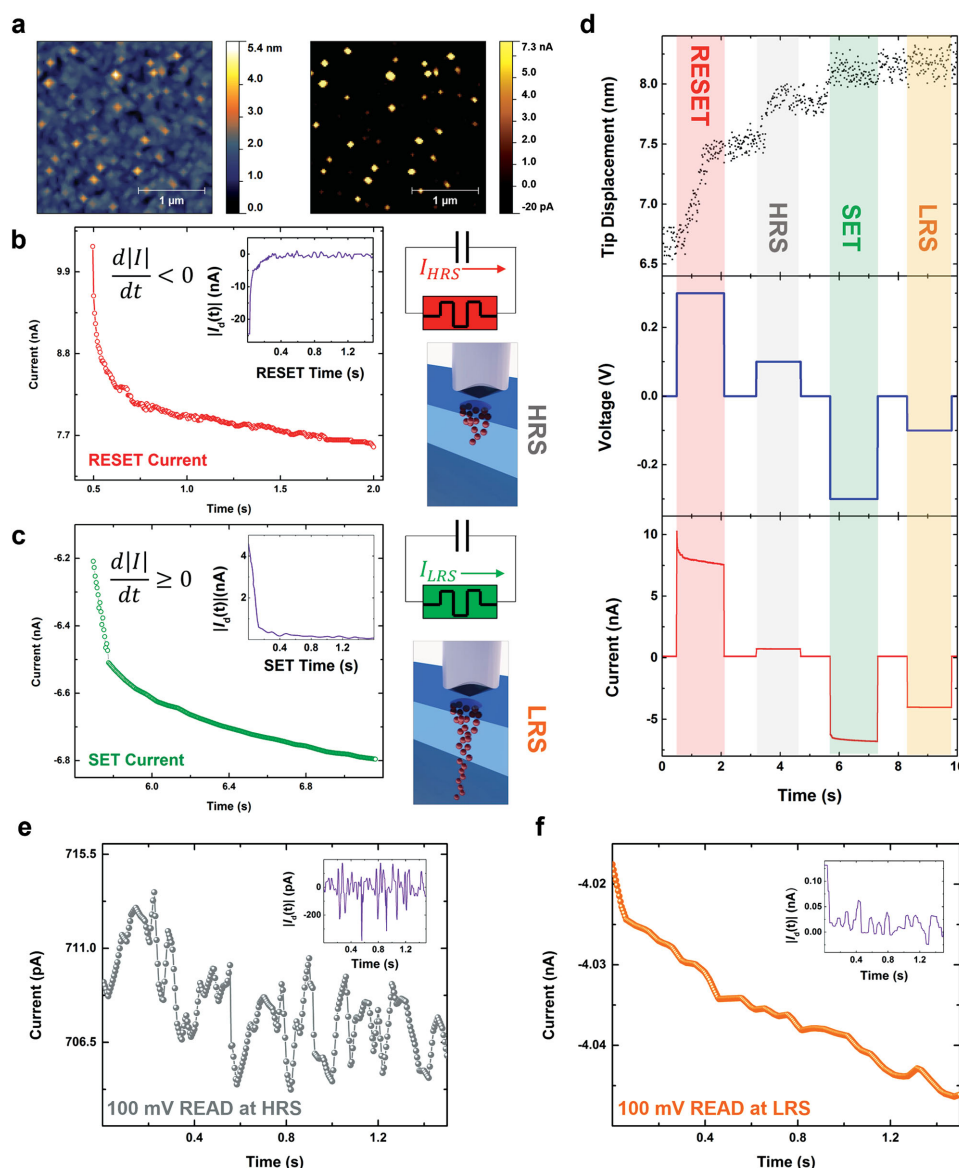 a
5.4 nm
4.0
3.0
2.0
1.0
0.0
1 μm
7.3 nA
6.0
5.0
4.0
3.0
2.0
1.0
0.0
-20 pA
1 μm
b
d|I|/dt < 0
9.9
8.8
7.7
Current (nA)
0.5
1.0
1.5
2.0
Time (s)
RESET Current
|I_d(t)| (nA)
5
0
-5
-10
-15
-20
-25
0.4
0.8
1.2
RESET Time (s)
I_HRS
HRS
c
d|I|/dt ≥ 0
-6.2
-6.4
-6.6
-6.8
Current (nA)
6.0
6.4
6.8
7.2
Time (s)
SET Current
|I_d(t)|(nA)
4
2
0
0.4
0.8
1.2
SET Time (s)
I_LRS
LRS
d
RESET
HRS
SET
LRS
Tip Displacement (nm)
8.0
7.5
7.0
6.5
Voltage (V)
0.2
0.0
-0.2
Current (nA)
10
5
0
-5
0
2
4
6
8
10
Time (s)
e
715.5
711.0
706.5
Current (pA)
0.4
0.8
1.2
Time (s)
100 mV READ at HRS
|I_d(t)| (pA)
0
-200
0.4
0.8
1.2
Time (s)
f
-4.02
-4.03
-4.04
Current (nA)
0.4
0.8
1.2
Time (s)
100 mV READ at LRS
|I_d(t)| (nA)
0.10
0.05
0.00
0.4
0.8
1.2
Time (s)